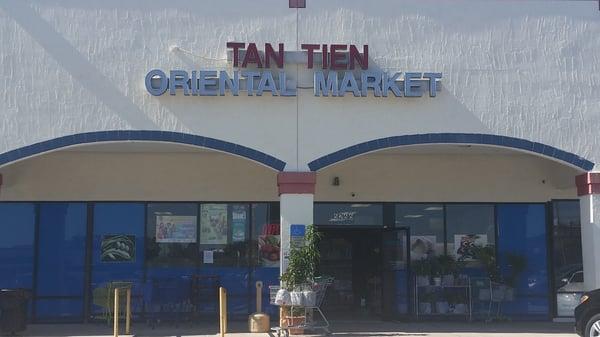 TAN TIEN
ORIENTAL MARKET